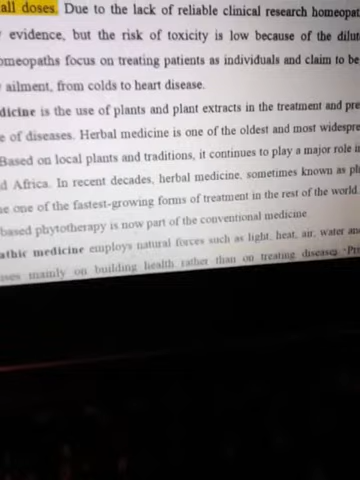 all doses. Due to the lack of reliable clinical research homeopat
evidence, but the risk of toxicity is low because of the dilut
omeopaths focus on treating patients as individuals and claim to be
ailment, from colds to heart disease.
dicine is the use of plants and plant extracts in the treatment and pre
e of diseases. Herbal medicine is one of the oldest and most widespre
Based on local plants and traditions, it continues to play a major role i
d Africa. In recent decades, herbal medicine, sometimes known as ph
ne one of the fastest-growing forms of treatment in the rest of the world.
based phytotherapy is now part of the conventional medicine.
athic medicine employs natural forces such as light, heat, air, water an
uses mainly on building health rather than on treating diseases